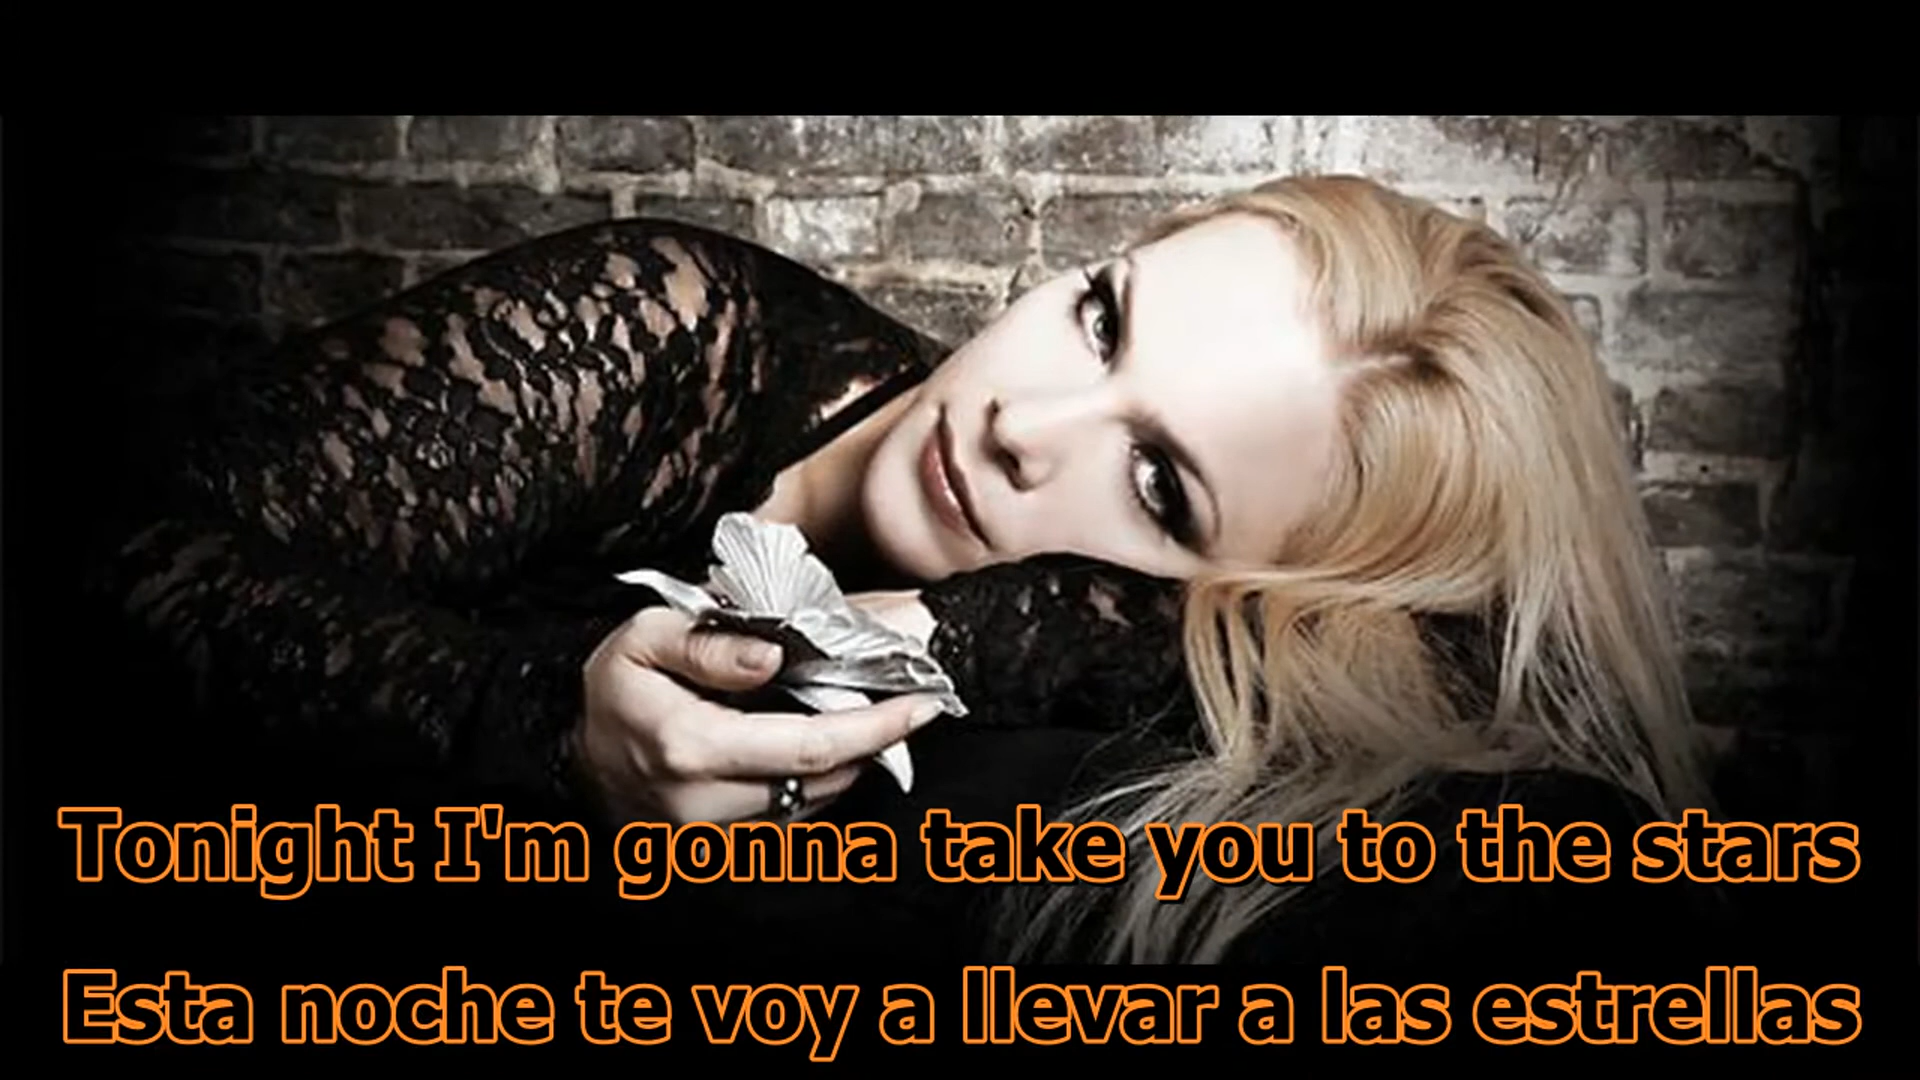 Tonight I'm gonna take you to the stars
Esta noche te voy a llevar a las estrellas